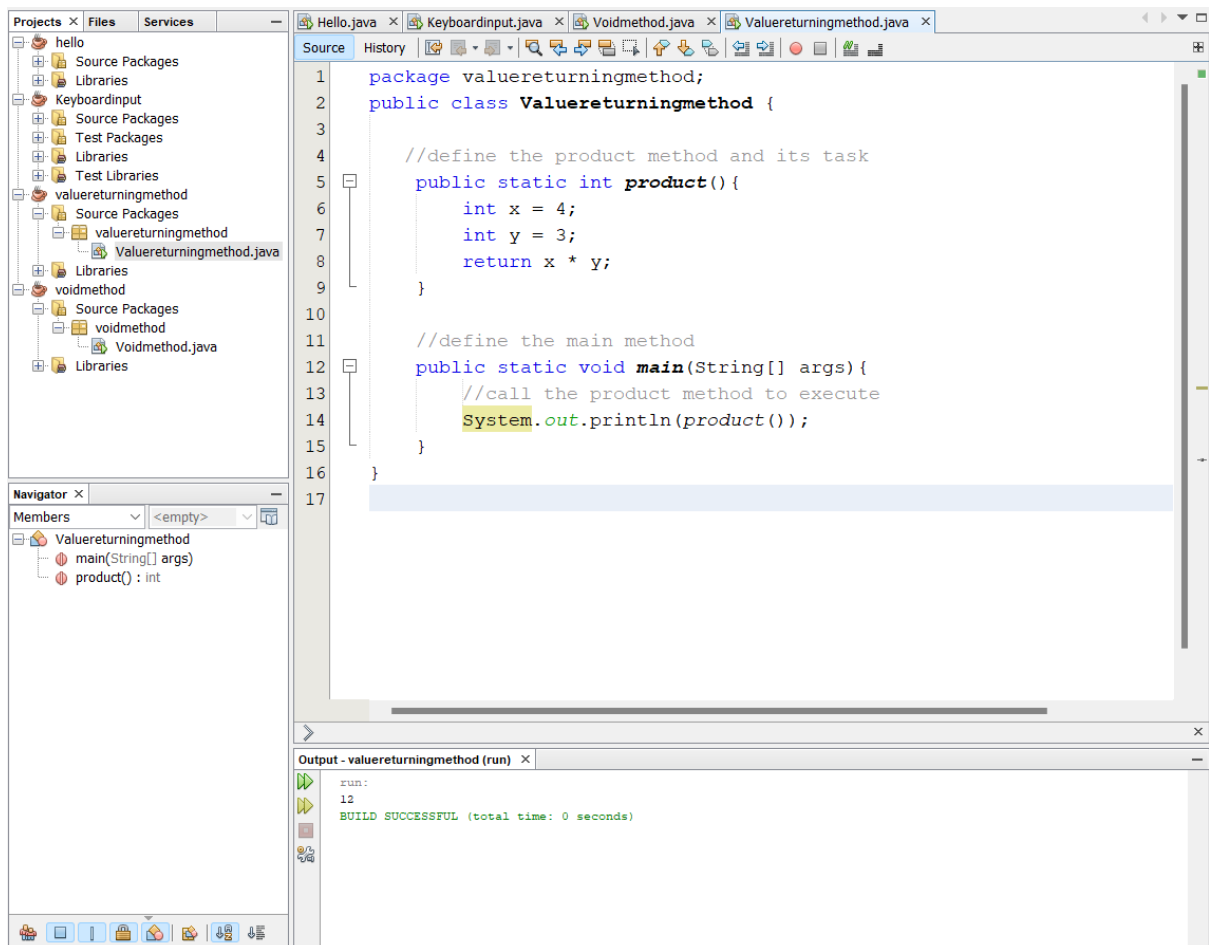 Projects × Files Services
hello
Source Packages
Libraries
Keyboardinput
Source Packages
Test Packages
Libraries
Test Libraries
valuereturningmethod
Source Packages
valuereturningmethod
Valuereturningmethod.java
Libraries
voidmethod
Source Packages
voidmethod
Voidmethod.java
Libraries
Navigator ×
Members <empty>
Valuereturningmethod
main(String[] args)
product() : int
Hello.java × Keyboardinput.java × Voidmethod.java × Valuereturningmethod.java ×
Source History
1 package valuereturningmethod;
2 public class Valuereturningmethod {
3
4 //define the product method and its task
5 public static int product(){
6 int x = 4;
7 int y = 3;
8 return x * y;
9 }
10
11 //define the main method
12 public static void main(String[] args){
13 //call the product method to execute
14 System.out.println(product());
15 }
16 }
17
Output - valuereturningmethod (run) ×
run:
12
BUILD SUCCESSFUL (total time: 0 seconds)